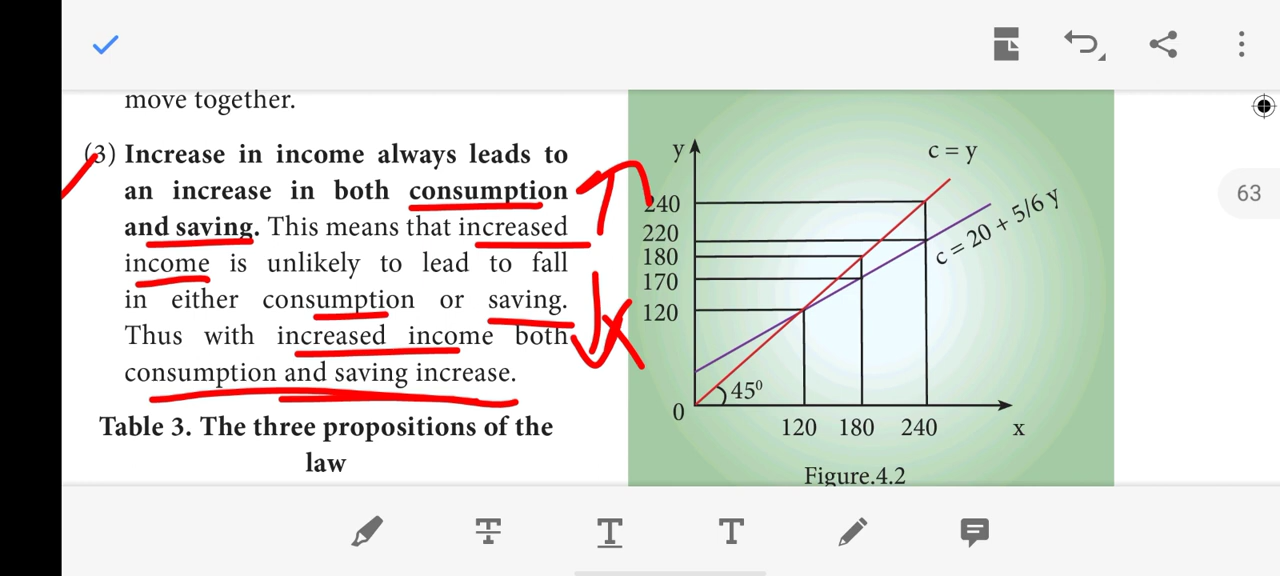 move together.
(3) Increase in income always leads to
an increase in both consumption
and saving. This means that increased
income is unlikely to lead to fall
in either consumption or saving.
Thus with increased income both
consumption and saving increase.
Table 3. The three propositions of the
law
y
c = y
240
220
180
170
120
c = 20 + 5/6 y
45⁰
0
120 180 240
x
Figure.4.2
63
T T T